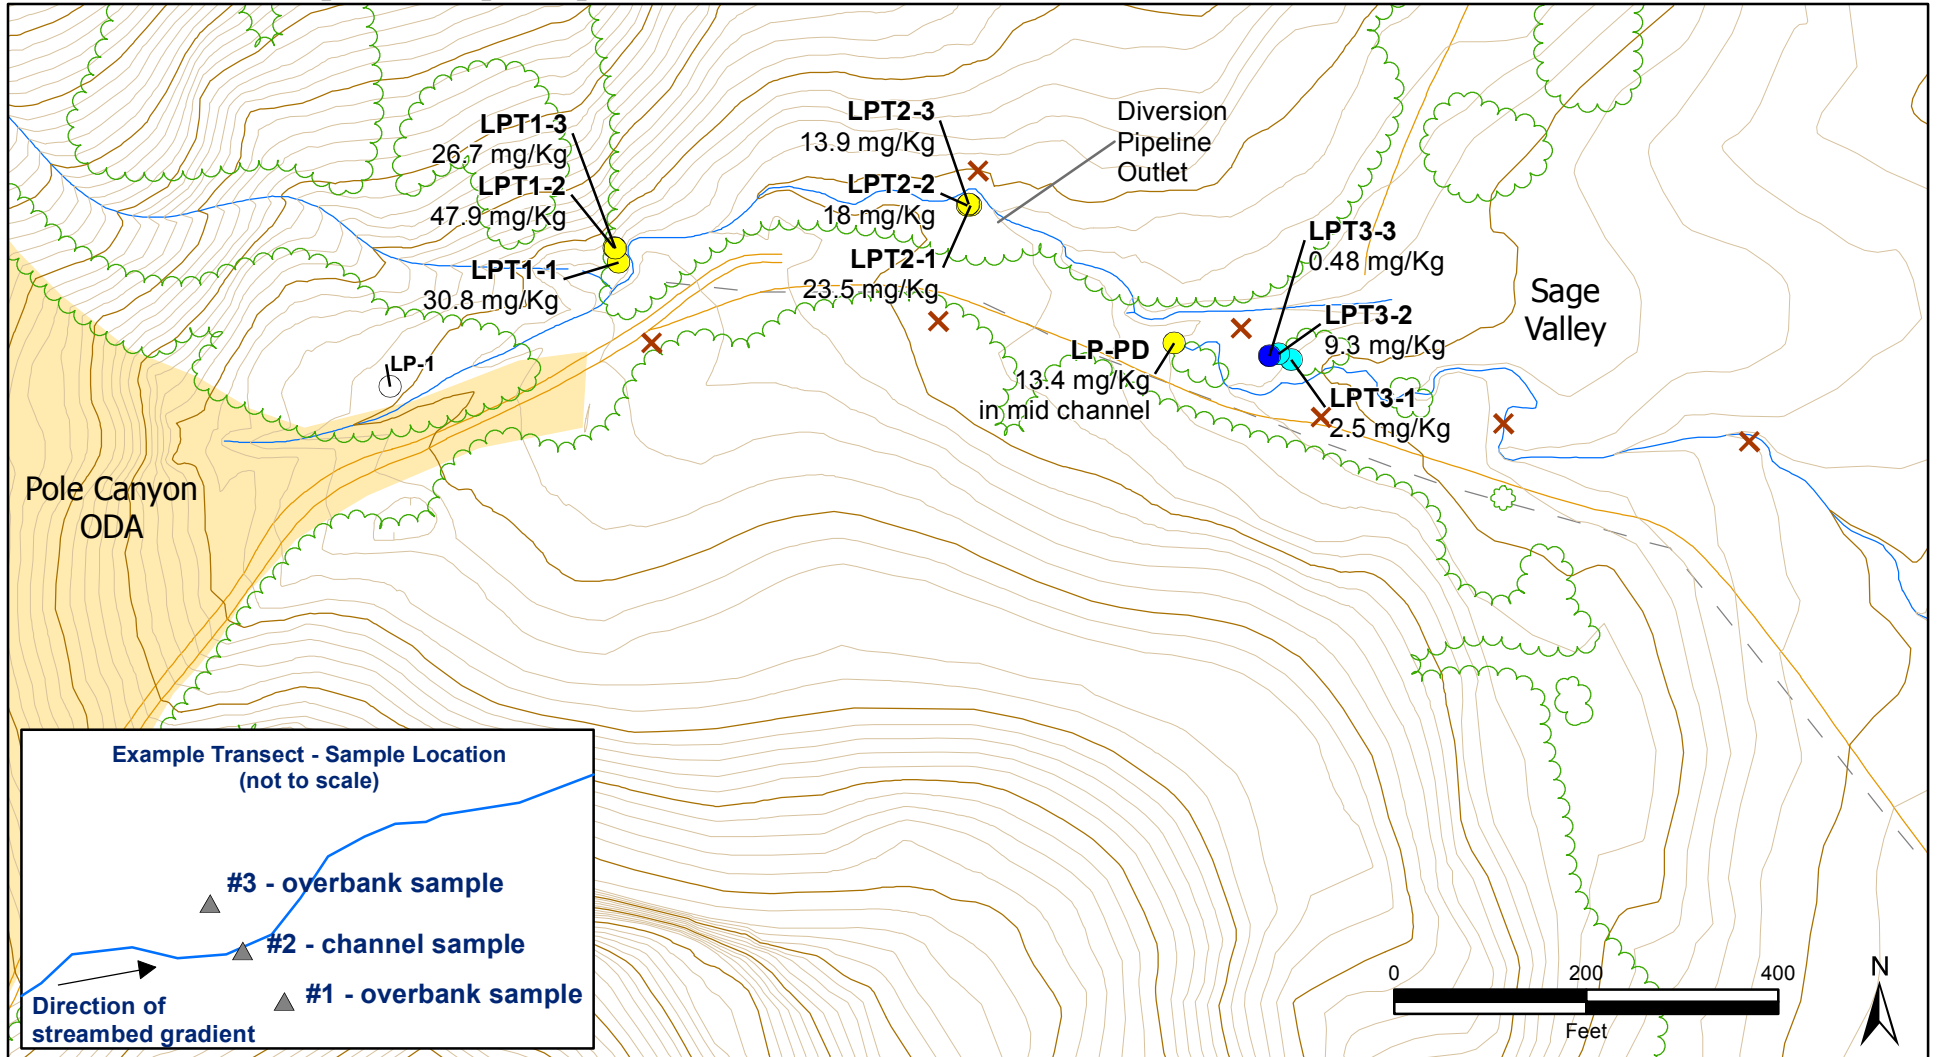 LPT1-3
26.7 mg/Kg
LPT1-2
47.9 mg/Kg
LPT1-1
30.8 mg/Kg
LP-1
LPT2-3
13.9 mg/Kg
LPT2-2
18 mg/Kg
LPT2-1
23.5 mg/Kg
Diversion
Pipeline
Outlet
LPT3-3
0.48 mg/Kg
LPT3-2
9.3 mg/Kg
LPT3-1
2.5 mg/Kg
LP-PD
13.4 mg/Kg
in mid channel
Sage
Valley
Pole Canyon
ODA
Example Transect - Sample Location
(not to scale)
#3 - overbank sample
#2 - channel sample
#1 - overbank sample
Direction of
streambed gradient
0 200 400
Feet
N